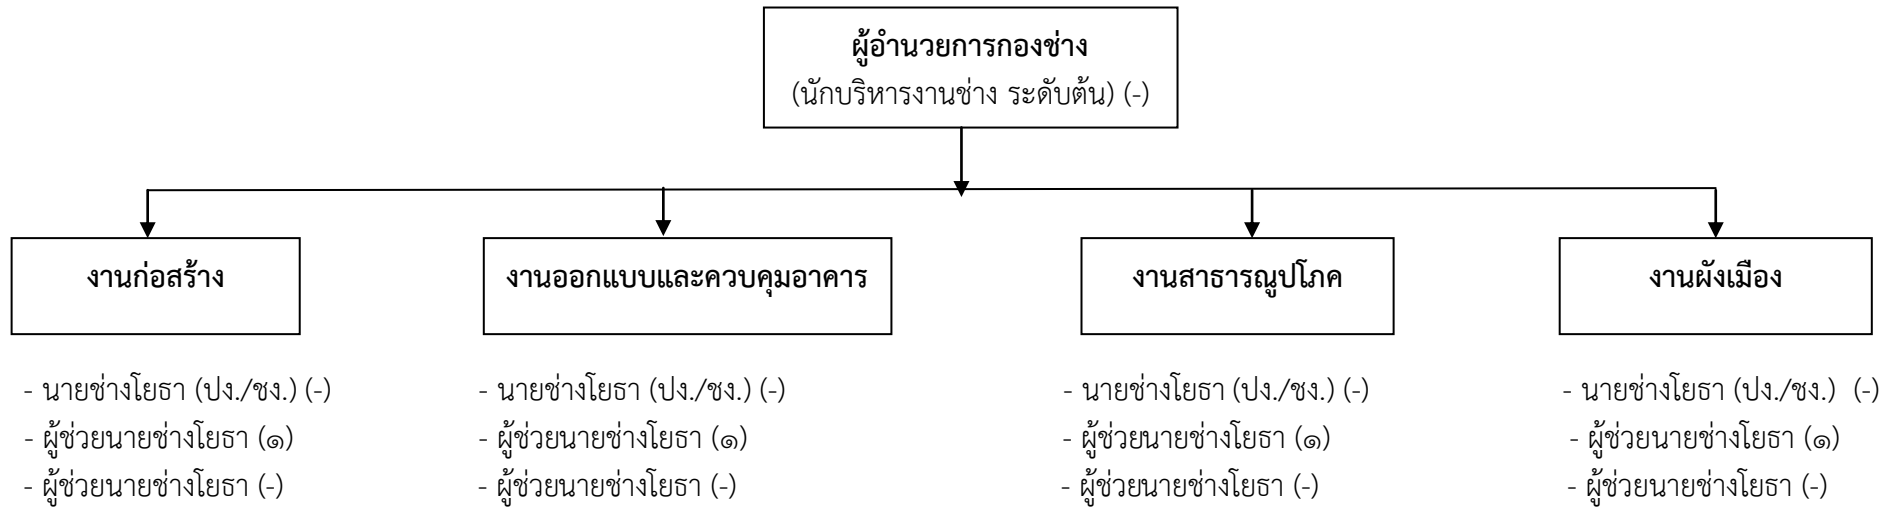 ผู้อำนวยการกองช่าง
(นักบริหารงานช่าง ระดับต้น) (-)
งานก่อสร้าง
- นายช่างโยธา (ปง./ชง.) (-)
- ผู้ช่วยนายช่างโยธา (๑)
- ผู้ช่วยนายช่างโยธา (-)
งานออกแบบและควบคุมอาคาร
- นายช่างโยธา (ปง./ชง.) (-)
- ผู้ช่วยนายช่างโยธา (๑)
- ผู้ช่วยนายช่างโยธา (-)
งานสาธารณูปโภค
- นายช่างโยธา (ปง./ชง.) (-)
- ผู้ช่วยนายช่างโยธา (๑)
- ผู้ช่วยนายช่างโยธา (-)
งานผังเมือง
- นายช่างโยธา (ปง./ชง.) (-)
- ผู้ช่วยนายช่างโยธา (๑)
- ผู้ช่วยนายช่างโยธา (-)